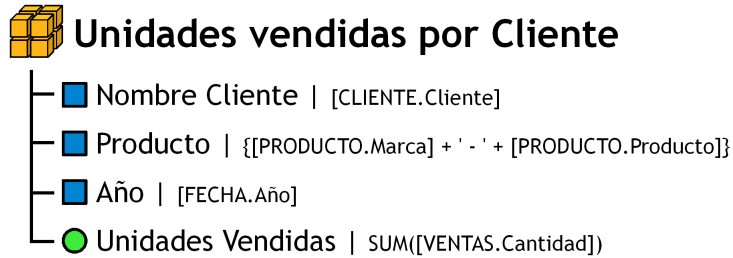 Unidades vendidas por Cliente
Nombre Cliente | [CLIENTE.Cliente]
Producto | {[PRODUCTO.Marca] + ' - ' + [PRODUCTO.Producto]}
Año | [FECHA.Año]
Unidades Vendidas | SUM([VENTAS.Cantidad])